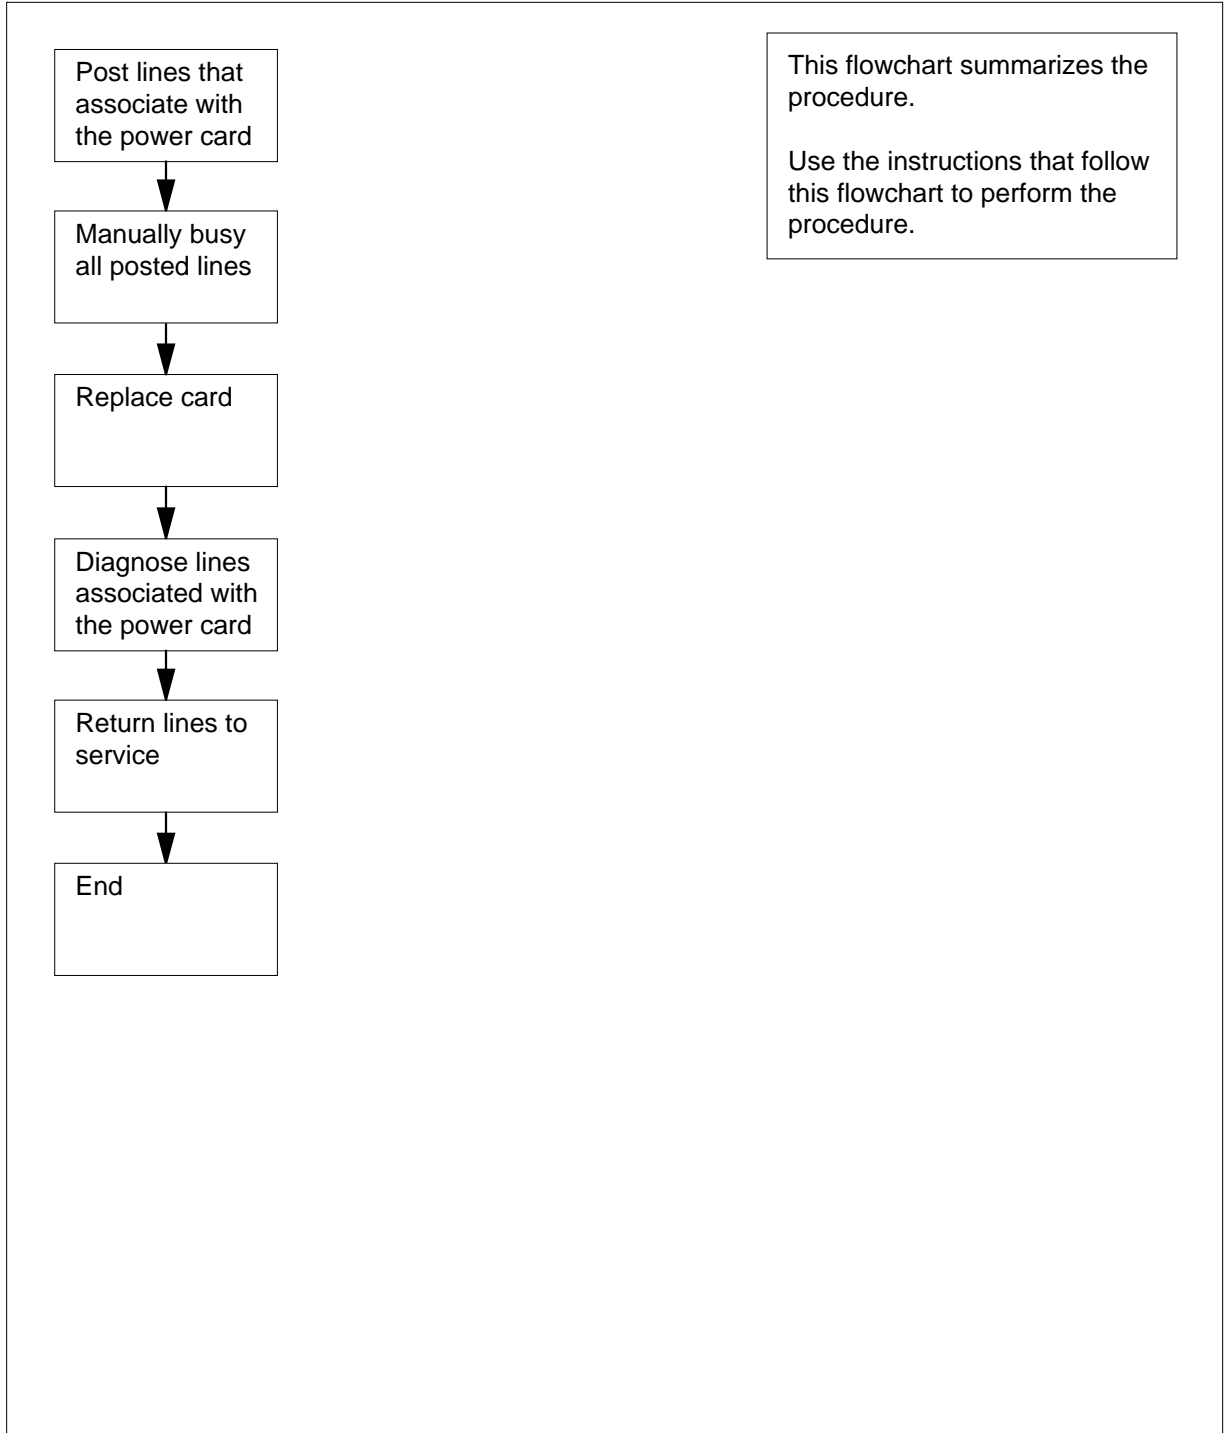 Post lines that
associate with
the power card
Manually busy
all posted lines
Replace card
Diagnose lines
associated with
the power card
Return lines to
service
End
This flowchart summarizes the
procedure.
Use the instructions that follow
this flowchart to perform the
procedure.